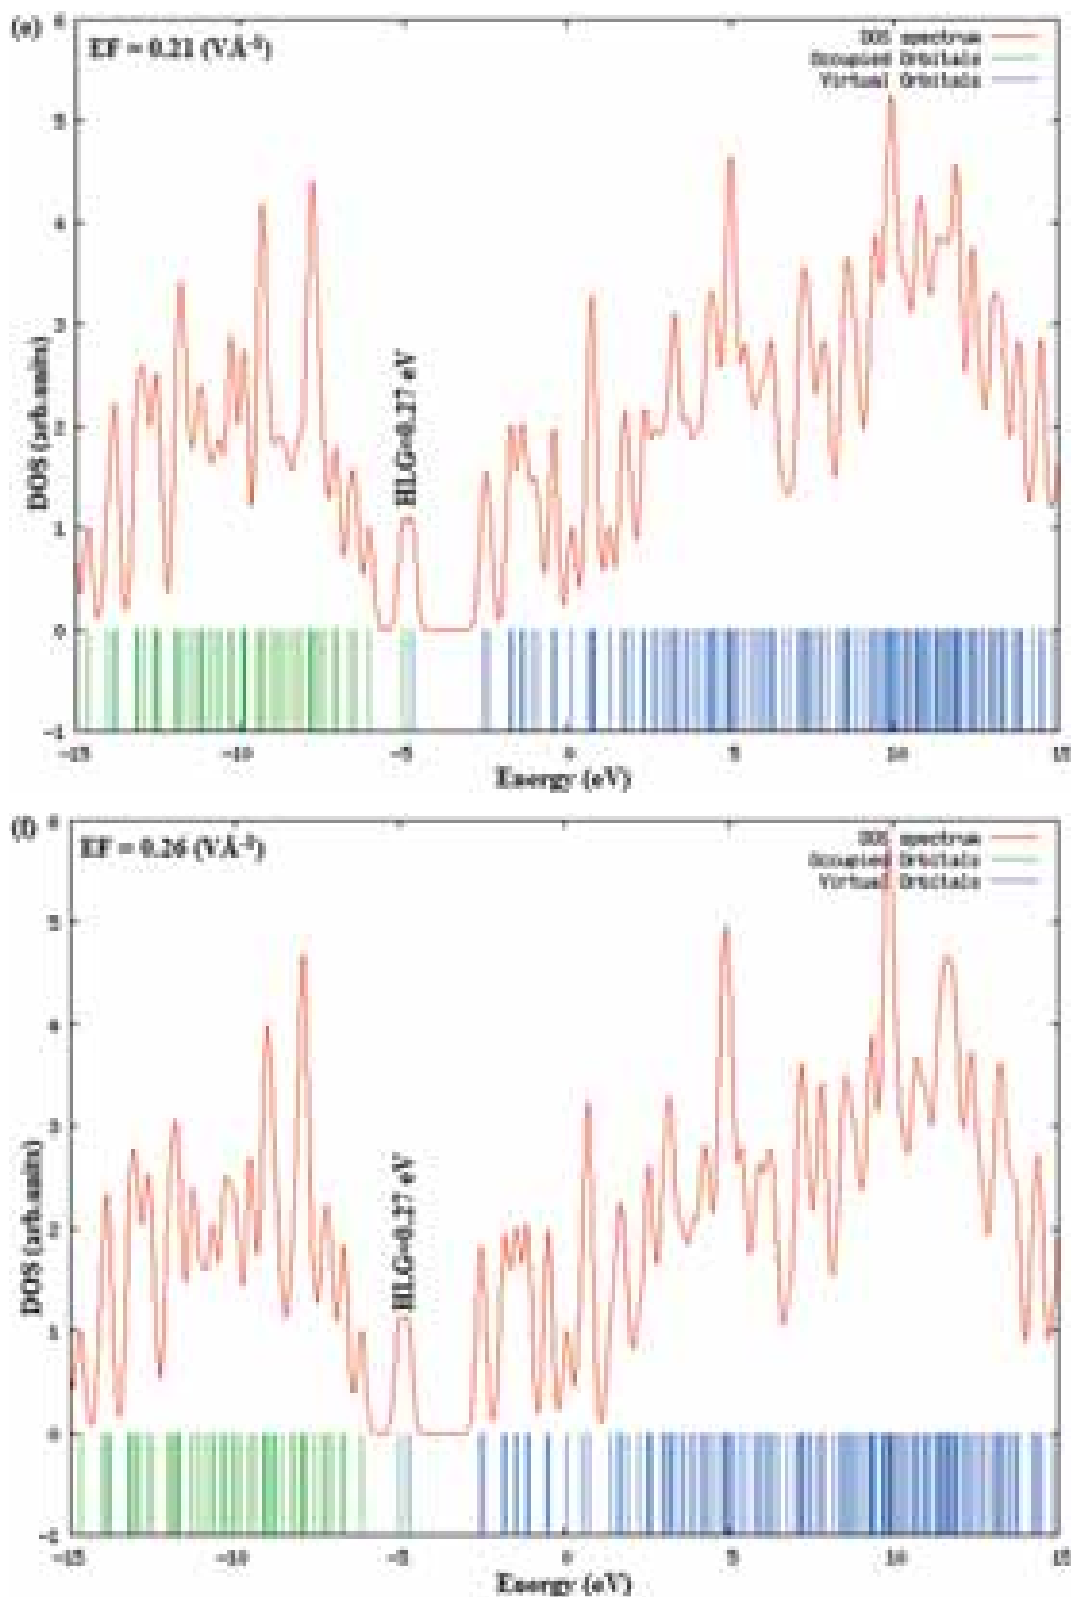 (e)
EF = 0.21 (VÅ⁻¹)
DOS spectrum
Occupied Orbitals
Virtual Orbitals
6
5
4
3
2
1
0
-1
DOS (arb.units)
HLG=0.27 eV
-15 -10 -5 0 5 10 15
Energy (eV)
(f)
EF = 0.26 (VÅ⁻¹)
DOS spectrum
Occupied Orbitals
Virtual Orbitals
6
5
4
3
2
1
0
-1
DOS (arb.units)
HLG=0.27 eV
-15 -10 -5 0 5 10 15
Energy (eV)